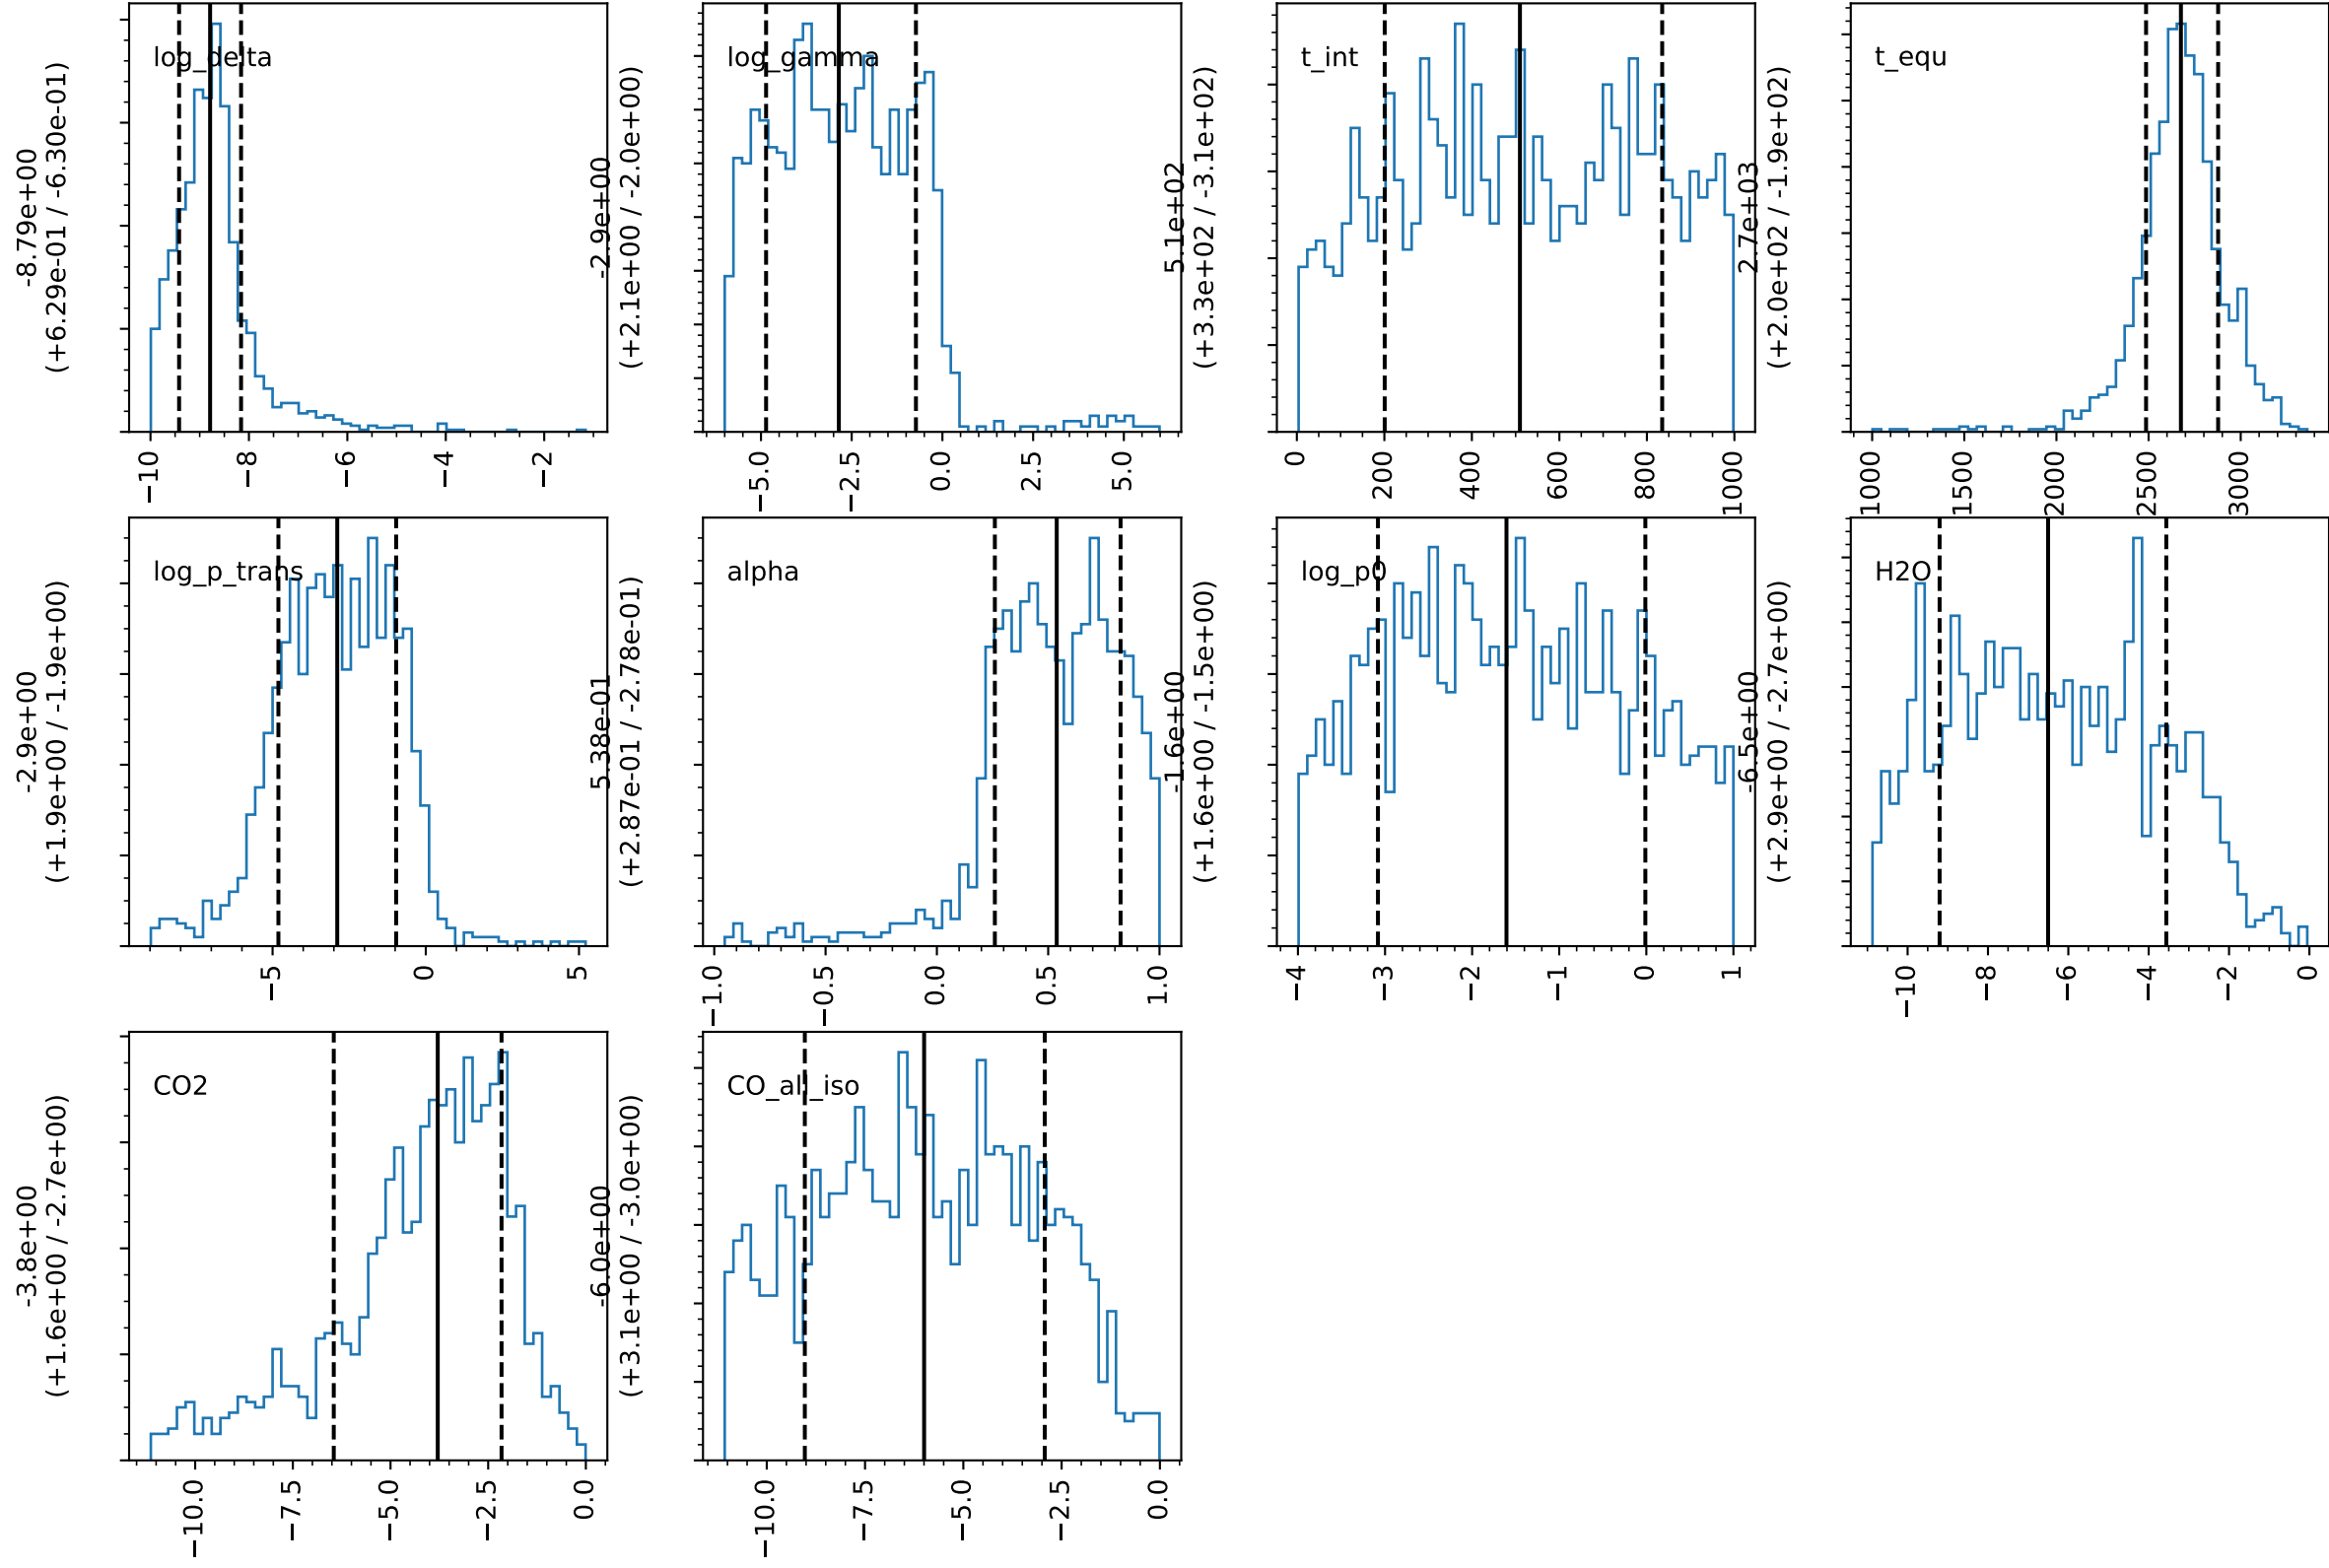 log_delta
-8.79e+00
(+6.29e-01 / -6.30e-01)
−10
−8
−6
−4
−2
log_gamma
-2.9e+00
(+2.1e+00 / -2.0e+00)
−5.0
−2.5
0.0
2.5
5.0
t_int
5.1e+02
(+3.3e+02 / -3.1e+02)
0
200
400
600
800
1000
t_equ
2.7e+03
(+2.0e+02 / -1.9e+02)
1000
1500
2000
2500
3000
log_p_trans
-2.9e+00
(+1.9e+00 / -1.9e+00)
−5
0
5
alpha
5.38e-01
(+2.87e-01 / -2.78e-01)
−1.0
−0.5
0.0
0.5
1.0
log_p0
-1.6e+00
(+1.6e+00 / -1.5e+00)
−4
−3
−2
−1
0
1
H2O
-6.5e+00
(+2.9e+00 / -2.7e+00)
−10
−8
−6
−4
−2
0
CO2
-3.8e+00
(+1.6e+00 / -2.7e+00)
−10.0
−7.5
−5.0
−2.5
0.0
CO_all_iso
-6.0e+00
(+3.1e+00 / -3.0e+00)
−10.0
−7.5
−5.0
−2.5
0.0